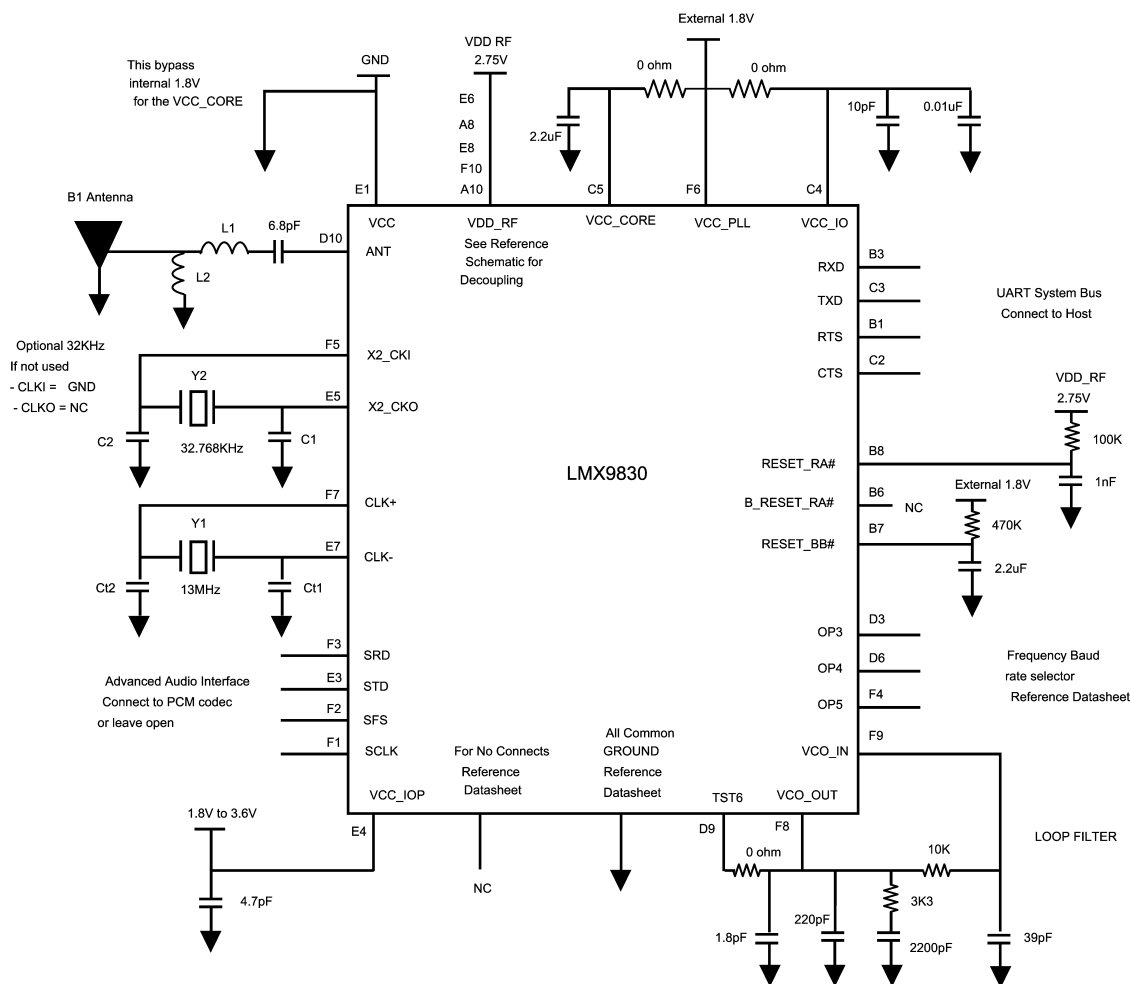 External 1.8V
VDD RF
2.75V
GND
This bypass
internal 1.8V
for the VCC_CORE
0 ohm
0 ohm
E6
A8
E8
F10
A10
2.2uF
10pF
0.01uF
E1
C5
F6
C4
B1 Antenna
VCC
VDD_RF
VCC_CORE
VCC_PLL
VCC_IO
L1
6.8pF
D10
ANT
L2
See Reference
Schematic for
Decoupling
RXD
B3
TXD
C3
RTS
B1
CTS
C2
UART System Bus
Connect to Host
Optional 32KHz
If not used
- CLKI = GND
- CLKO = NC
F5
X2_CKI
Y2
E5
X2_CKO
C2
32.768KHz
C1
VDD_RF
2.75V
100K
LMX9830
RESET_RA#
B8
1nF
F7
CLK+
B_RESET_RA#
B6
NC
External 1.8V
470K
Y1
E7
CLK-
RESET_BB#
B7
2.2uF
Ct2
13MHz
Ct1
F3
SRD
E3
STD
F2
SFS
F1
SCLK
Advanced Audio Interface
Connect to PCM codec
or leave open
OP3
D3
OP4
D6
OP5
F4
Frequency Baud
rate selector
Reference Datasheet
F9
VCO_IN
For No Connects
Reference
Datasheet
All Common
GROUND
Reference
Datasheet
VCC_IOP
TST6
VCO_OUT
1.8V to 3.6V
E4
D9
F8
LOOP FILTER
0 ohm
10K
NC
4.7pF
3K3
1.8pF
220pF
2200pF
39pF